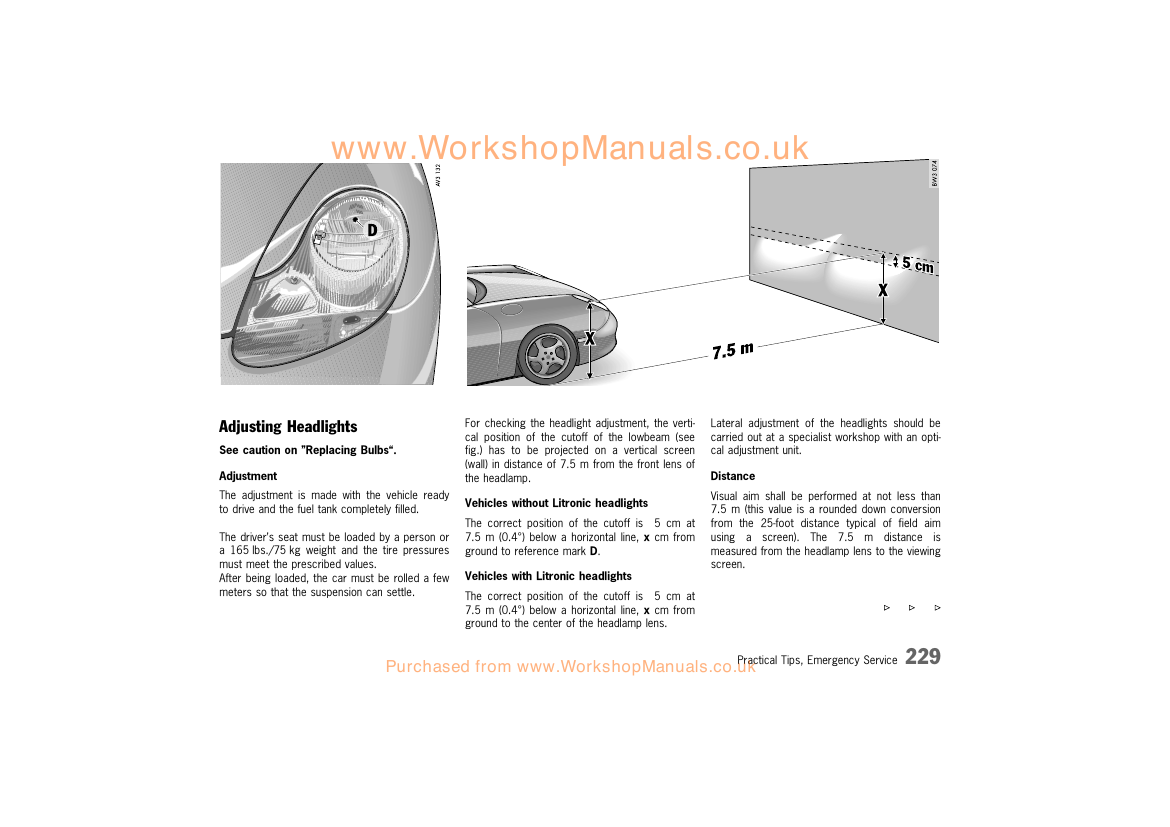 www.WorkshopManuals.co.uk
AV3 132
D
BW3 074
5 cm
X
X
7.5 m
Adjusting Headlights
See caution on ”Replacing Bulbs“.
Adjustment
The adjustment is made with the vehicle ready
to drive and the fuel tank completely filled.
The driver's seat must be loaded by a person or
a 165 lbs./75 kg weight and the tire pressures
must meet the prescribed values.
After being loaded, the car must be rolled a few
meters so that the suspension can settle.
For checking the headlight adjustment, the verti-
cal position of the cutoff of the lowbeam (see
fig.) has to be projected on a vertical screen
(wall) in distance of 7.5 m from the front lens of
the headlamp.
Vehicles without Litronic headlights
The correct position of the cutoff is 5 cm at
7.5 m (0.4°) below a horizontal line, x cm from
ground to reference mark D.
Vehicles with Litronic headlights
The correct position of the cutoff is 5 cm at
7.5 m (0.4°) below a horizontal line, x cm from
ground to the center of the headlamp lens.
Lateral adjustment of the headlights should be
carried out at a specialist workshop with an opti-
cal adjustment unit.
Distance
Visual aim shall be performed at not less than
7.5 m (this value is a rounded down conversion
from the 25-foot distance typical of field aim
using a screen). The 7.5 m distance is
measured from the headlamp lens to the viewing
screen.
Practical Tips, Emergency Service 229
Purchased from www.WorkshopManuals.co.uk